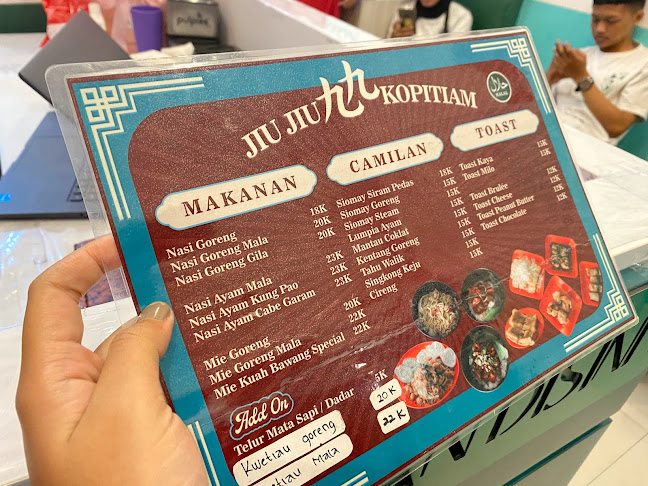 pulpis
JIU JIU 九九 KOPITIAM
حلال
MAKANAN
Nasi Goreng 18K
Nasi Goreng Mala 20K
Nasi Goreng Gila 20K
Nasi Ayam Mala 23K
Nasi Ayam Kung Pao 23K
Nasi Ayam Cabe Garam 23K
Mie Goreng 20K
Mie Goreng Mala 22K
Mie Kuah Bawang Special 22K
Add On
Telur Mata Sapi / Dadar 5K
Kwetiau goreng 20K
Mala 22K
CAMILAN
Siomay Siram Pedas 18K
Siomay Goreng 15K
Siomay Steam 15K
Lumpia Ayam 15K
Mantau Coklat 15K
Kentang Goreng 15K
Tahu Walik 15K
Singkong Keju 15K
Cireng 15K
TOAST
Toast Kaya 15K
Toast Milo 15K
Toast Brulée 15K
Toast Cheese 12K
Toast Peanut Butter 12K
Toast Chocolate 12K